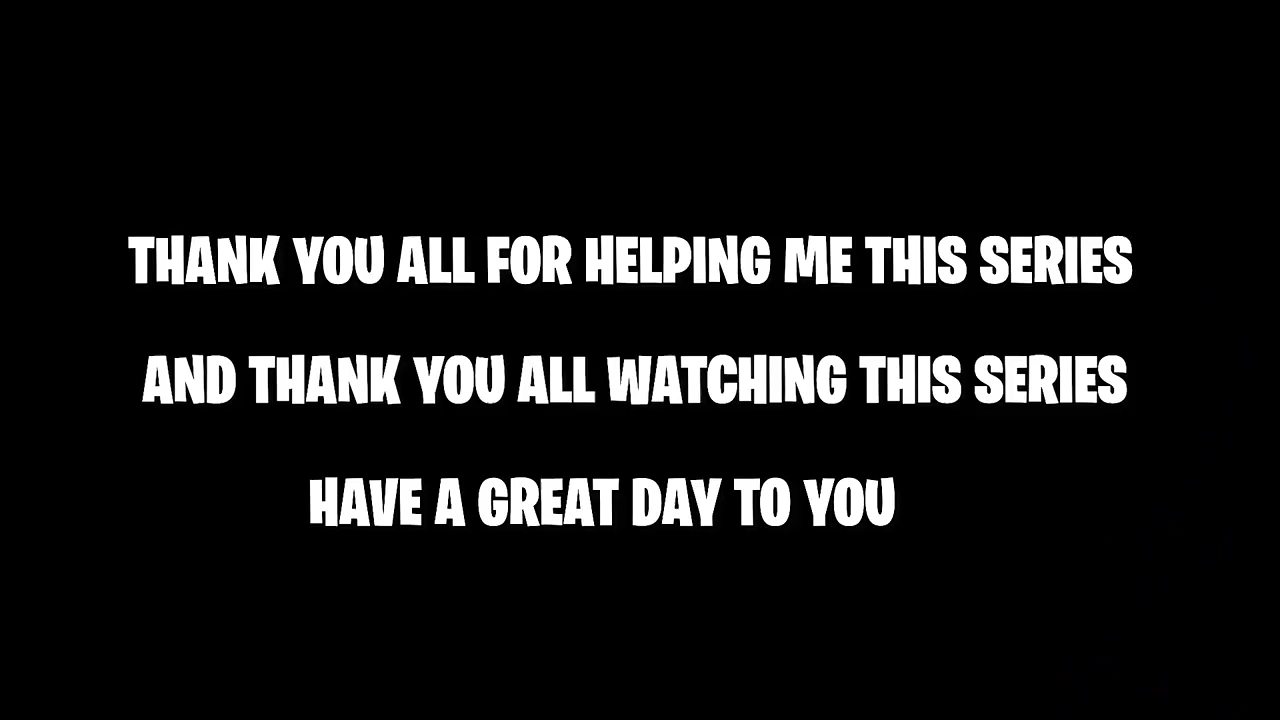 THANK YOU ALL FOR HELPING ME THIS SERIES
AND THANK YOU ALL WATCHING THIS SERIES
HAVE A GREAT DAY TO YOU